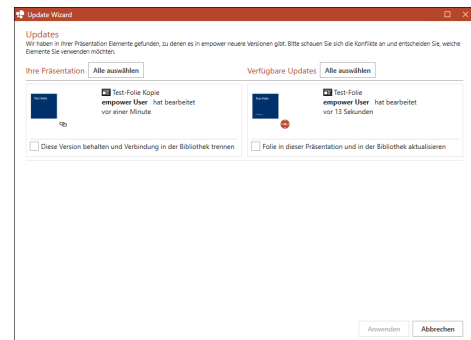 Update Wizard
Updates
Wir haben in Ihrer Präsentation Elemente gefunden, zu denen es in empower neuere Versionen gibt. Bitte schauen Sie sich die Konflikte an und entscheiden Sie, welche
Elemente Sie verwenden möchten.
Ihre Präsentation Alle auswählen
Verfügbare Updates Alle auswählen
Test-Folie
Test-Folie Kopie
empower User hat bearbeitet
vor einer Minute
Diese Version behalten und Verbindung in der Bibliothek trennen
Test-Folie
Test-Folie
empower User hat bearbeitet
vor 13 Sekunden
Folie in dieser Präsentation und in der Bibliothek aktualisieren
Anwenden Abbrechen